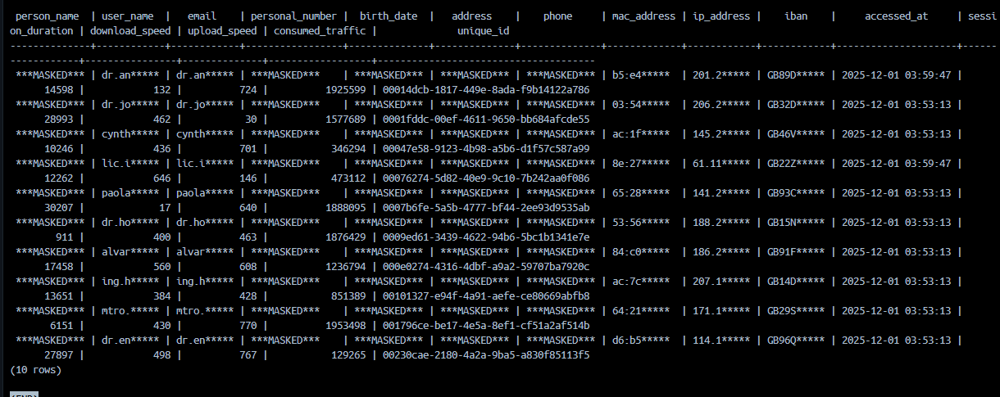 person_name | user_name | email | personal_number | birth_date | address | phone | mac_address | ip_address | iban | accessed_at | sessi
on_duration | download_speed | upload_speed | consumed_traffic | unique_id
-------------+------------+-----------+-----------------+--------------+--------------+--------------+-------------+------------+-----------+---------------------+------
------------+----------------+--------------+------------------+--------------------------------------
***MASKED*** | dr.an***** | dr.an***** | ***MASKED*** | ***MASKED*** | ***MASKED*** | ***MASKED*** | b5:e4***** | 201.2***** | GB89D***** | 2025-12-01 03:59:47 |
14598 | 132 | 724 | 1925599 | 00014dcb-1817-449e-8ada-f9b14122a786
***MASKED*** | dr.jo***** | dr.jo***** | ***MASKED*** | ***MASKED*** | ***MASKED*** | ***MASKED*** | 03:54***** | 206.2***** | GB32D***** | 2025-12-01 03:53:13 |
28993 | 462 | 30 | 1577689 | 0001fddc-00ef-4611-9650-bb684afcde55
***MASKED*** | cynth***** | cynth***** | ***MASKED*** | ***MASKED*** | ***MASKED*** | ***MASKED*** | ac:1f***** | 145.2***** | GB46V***** | 2025-12-01 03:53:13 |
10246 | 436 | 701 | 346294 | 00047e58-9123-4b98-a5b6-d1f57c587a99
***MASKED*** | lic.i***** | lic.i***** | ***MASKED*** | ***MASKED*** | ***MASKED*** | ***MASKED*** | 8e:27***** | 61.11***** | GB22Z***** | 2025-12-01 03:59:47 |
12262 | 646 | 146 | 473112 | 00076274-5d82-40e9-9c10-7b242aa0f086
***MASKED*** | paola***** | paola***** | ***MASKED*** | ***MASKED*** | ***MASKED*** | ***MASKED*** | 65:28***** | 141.2***** | GB93C***** | 2025-12-01 03:53:13 |
30207 | 17 | 640 | 1888095 | 0007b6fe-5a5b-4777-bf44-2ee93d9535ab
***MASKED*** | dr.ho***** | dr.ho***** | ***MASKED*** | ***MASKED*** | ***MASKED*** | ***MASKED*** | 53:56***** | 188.2***** | GB15N***** | 2025-12-01 03:53:13 |
911 | 400 | 463 | 1876429 | 0009ed61-3439-4622-94b6-5bc1b1341e7e
***MASKED*** | alvar***** | alvar***** | ***MASKED*** | ***MASKED*** | ***MASKED*** | ***MASKED*** | 84:c0***** | 186.2***** | GB91F***** | 2025-12-01 03:53:13 |
17458 | 560 | 608 | 1236794 | 000e0274-4316-4dbf-a9a2-59707ba7920c
***MASKED*** | ing.h***** | ing.h***** | ***MASKED*** | ***MASKED*** | ***MASKED*** | ***MASKED*** | ac:7c***** | 207.1***** | GB14D***** | 2025-12-01 03:53:13 |
13651 | 384 | 428 | 851389 | 00101327-e94f-4a91-aefe-ce80669abfb8
***MASKED*** | mtro.***** | mtro.***** | ***MASKED*** | ***MASKED*** | ***MASKED*** | ***MASKED*** | 64:21***** | 171.1***** | GB29S***** | 2025-12-01 03:53:13 |
6151 | 430 | 770 | 1953498 | 001796ce-be17-4e5a-8ef1-cf51a2af514b
***MASKED*** | dr.en***** | dr.en***** | ***MASKED*** | ***MASKED*** | ***MASKED*** | ***MASKED*** | d6:b5***** | 114.1***** | GB96Q***** | 2025-12-01 03:53:13 |
27897 | 498 | 767 | 129265 | 00230cae-2180-4a2a-9ba5-a830f85113f5
(10 rows)
(END)